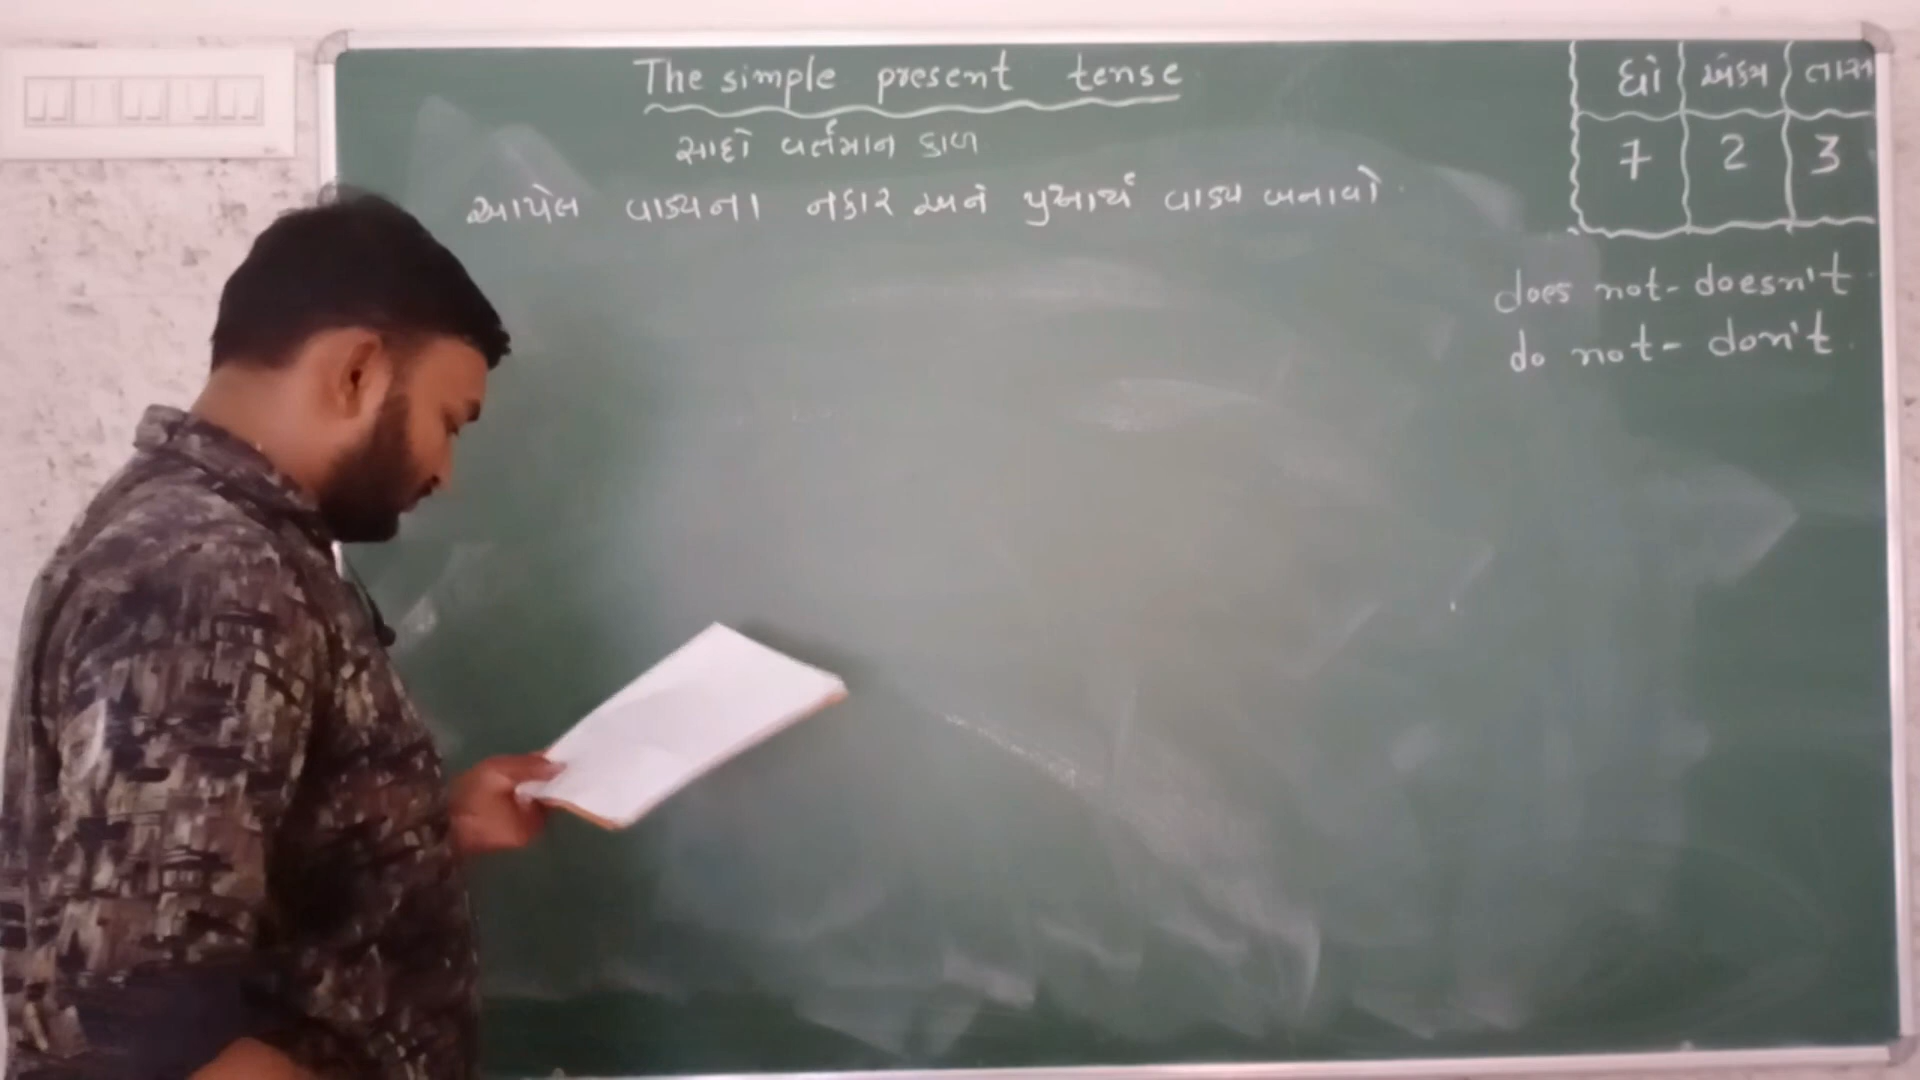 The simple present tense
સાદો વર્તમાન કાળ
આપેલ વાક્યના નકાર અને પ્રશ્નાર્થ વાક્ય બનાવો.
ધો એકમ તાસ
7 2 3
does not - doesn't
do not - don't